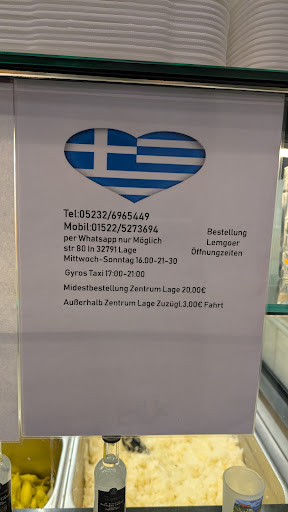 Tel:05232/6965449
Mobil:01522/5273694
per Whatsapp nur Möglich
str 80 In 32791 Lage
Mittwoch-Sonntag 16.00-21-30
Bestellung
Lemgoer
Öffnungzeiten
Gyros Taxi 17:00-21:00
Midestbestellung Zentrum Lage 20,00€
Außerhalb Zentrum Lage Zuzügl.3,00€ Fahrt